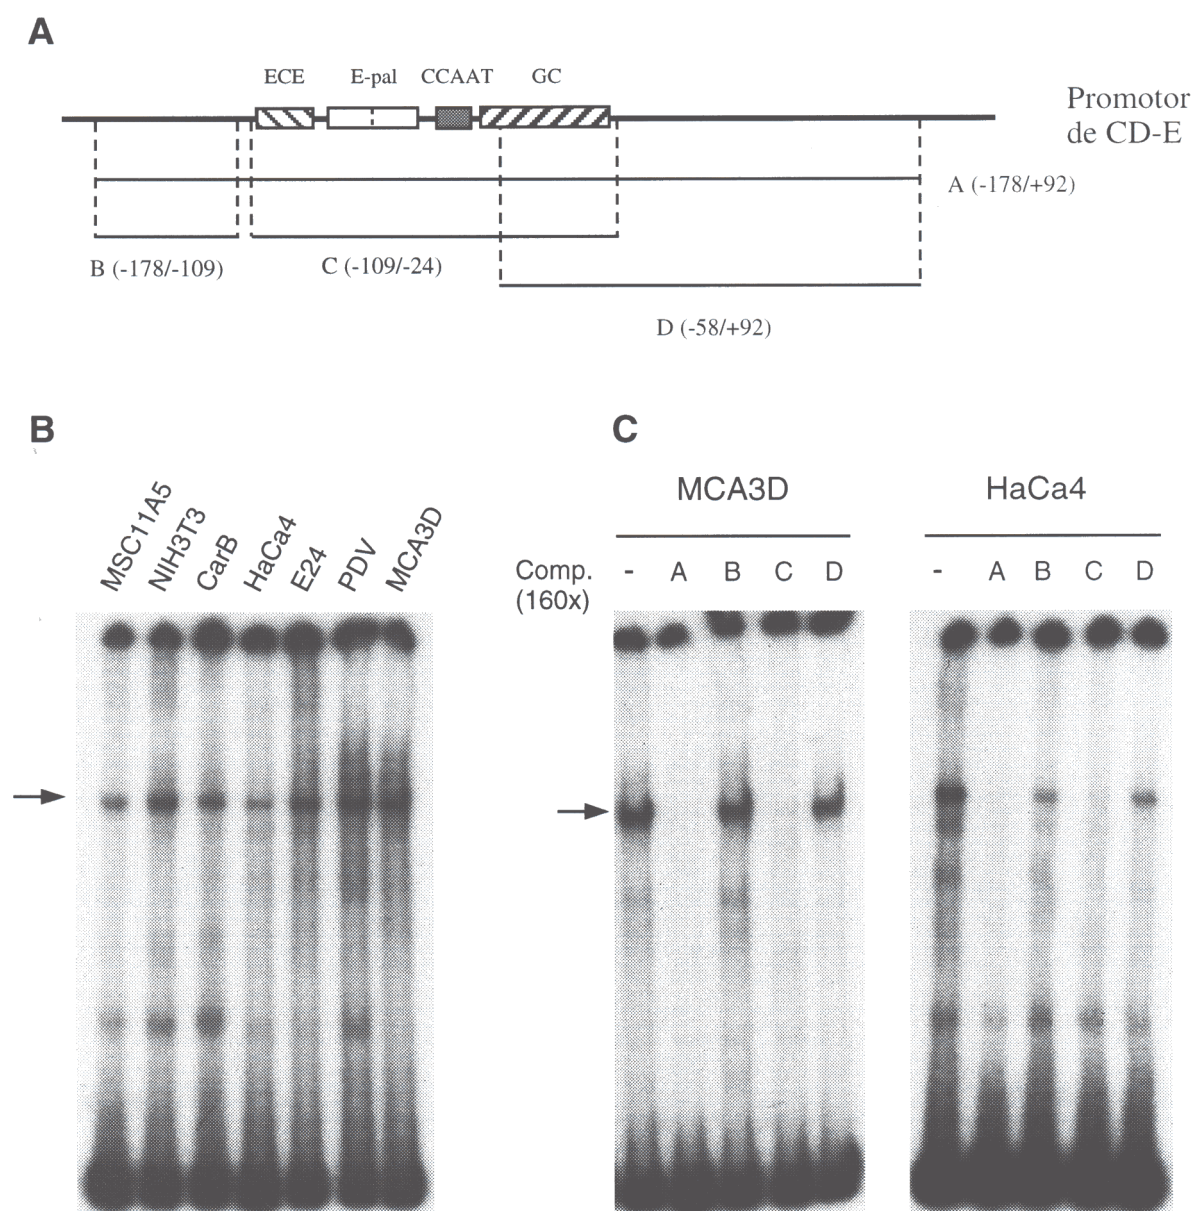 A
ECE E-pal CCAAT GC
Promotor
de CD-E
A (-178/+92)
B (-178/-109)
C (-109/-24)
D (-58/+92)
B
MSC11A5
NIH3T3
CarB
HaCa4
E24
PDV
MCA3D
C
MCA3D
HaCa4
Comp.
(160x)
- A B C D
- A B C D